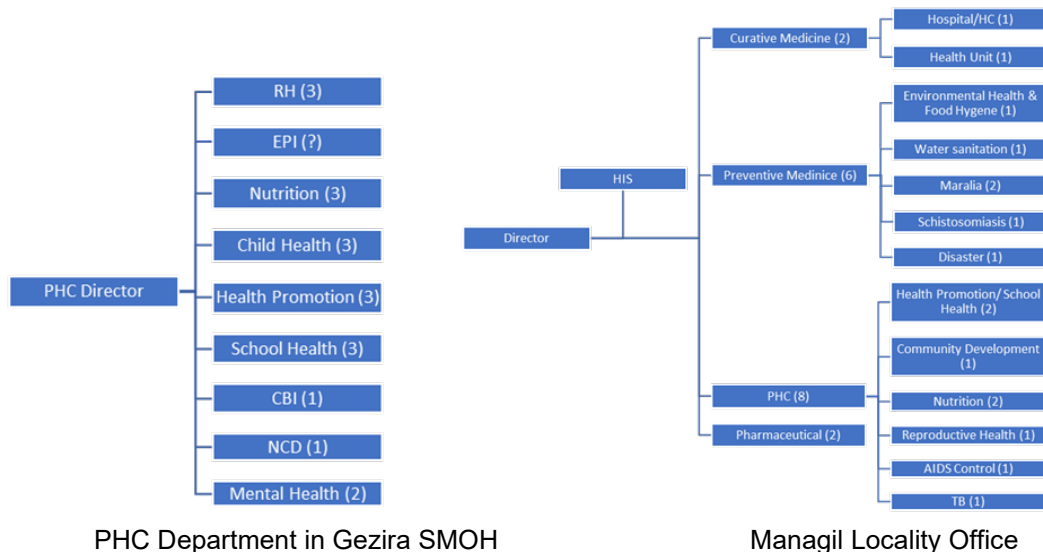 PHC Director
RH (3)
EPI (?)
Nutrition (3)
Child Health (3)
Health Promotion (3)
School Health (3)
CBI (1)
NCD (1)
Mental Health (2)
PHC Department in Gezira SMOH
Director
HIS
Curative Medicine (2)
Hospital/HC (1)
Health Unit (1)
Preventive Medinice (6)
Environmental Health &
Food Hygene (1)
Water sanitation (1)
Maralia (2)
Schistosomiasis (1)
Disaster (1)
PHC (8)
Health Promotion/ School
Health (2)
Community Development
(1)
Nutrition (2)
Reproductive Health (1)
AIDS Control (1)
TB (1)
Pharmaceutical (2)
Managil Locality Office